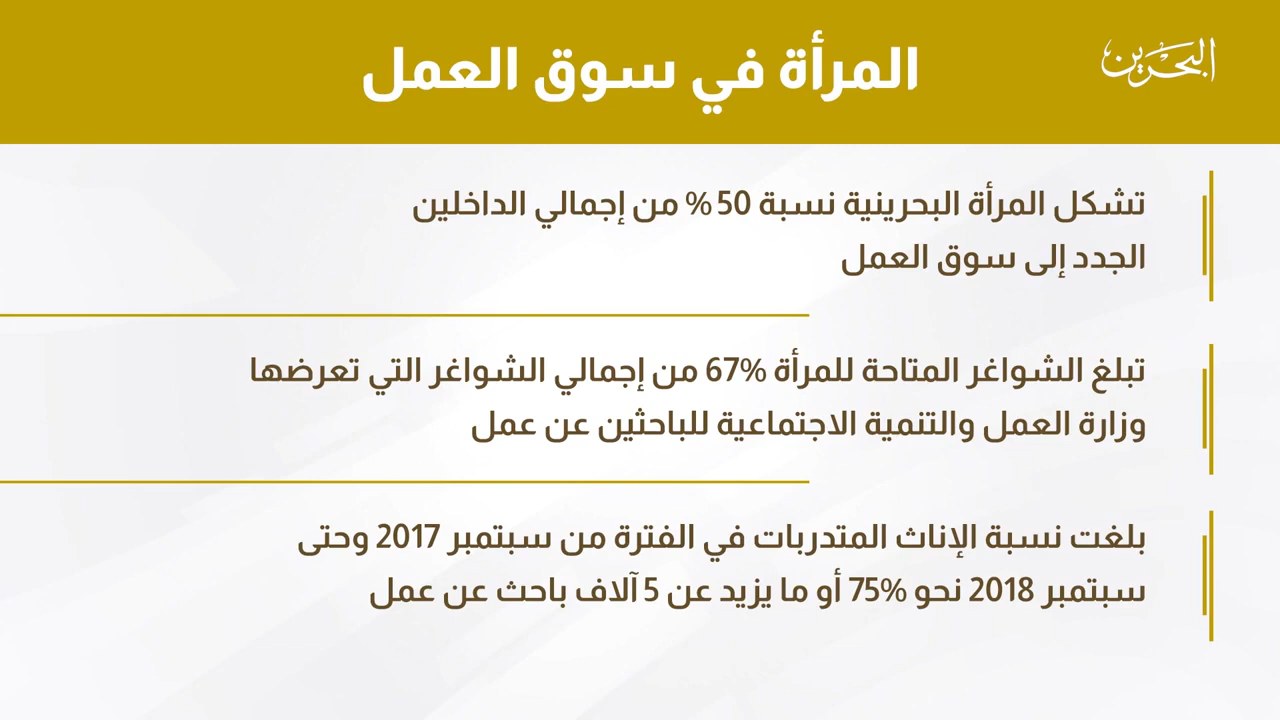 البحرين
المرأة في سوق العمل
تشكل المرأة البحرينية نسبة 50% من إجمالي الداخلين
الجدد إلى سوق العمل
تبلغ الشواغر المتاحة للمرأة 67% من إجمالي الشواغر التي تعرضها
وزارة العمل والتنمية الاجتماعية للباحثين عن عمل
بلغت نسبة الإناث المتدربات في الفترة من سبتمبر 2017 وحتى
سبتمبر 2018 نحو 75% أو ما يزيد عن 5 آلاف باحث عن عمل